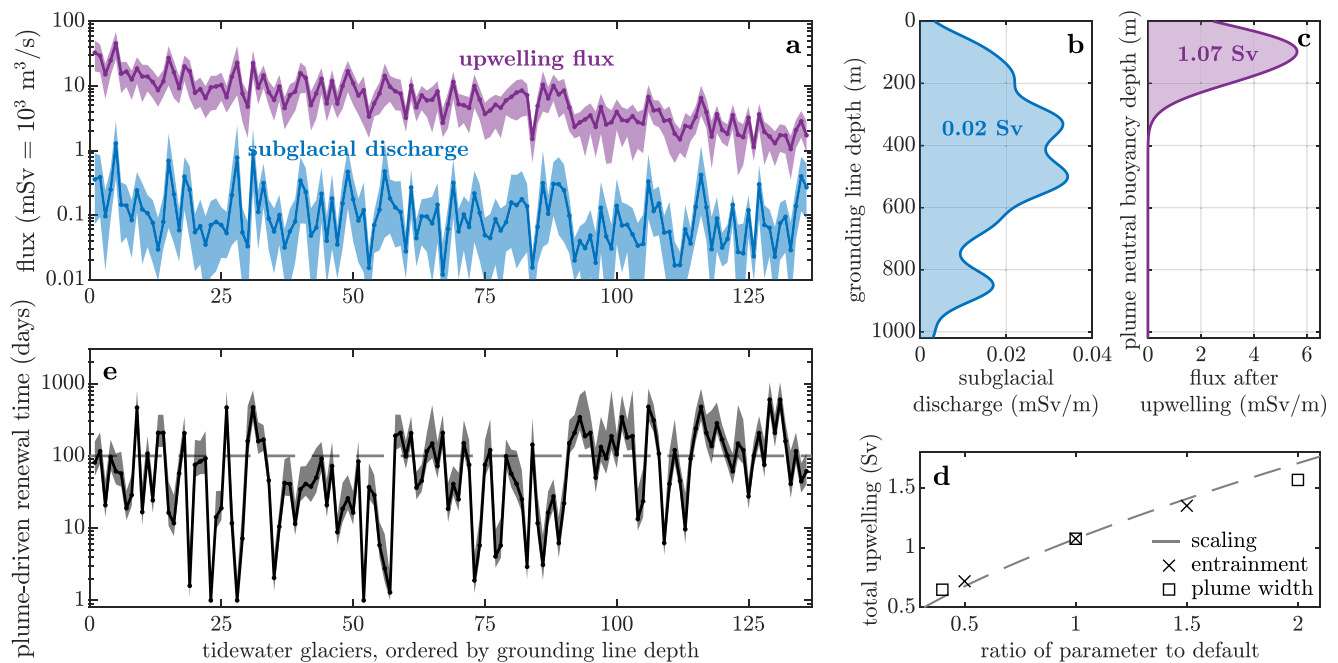 a
flux (mSv = 10³ m³/s)
100
10
1
0.1
0.01
upwelling flux
subglacial discharge
0 25 50 75 100 125
b
grounding line depth (m)
0
200
400
600
800
1000
0.02 Sv
0 0.02 0.04
subglacial
discharge (mSv/m)
c
plume neutral buoyancy depth (m)
1.07 Sv
0 2 4 6
flux after
upwelling (mSv/m)
e
plume-driven renewal time (days)
1000
100
10
1
0 25 50 75 100 125
tidewater glaciers, ordered by grounding line depth
d
total upwelling (Sv)
1.5
1
0.5
scaling
entrainment
plume width
0.5 1 1.5 2
ratio of parameter to default